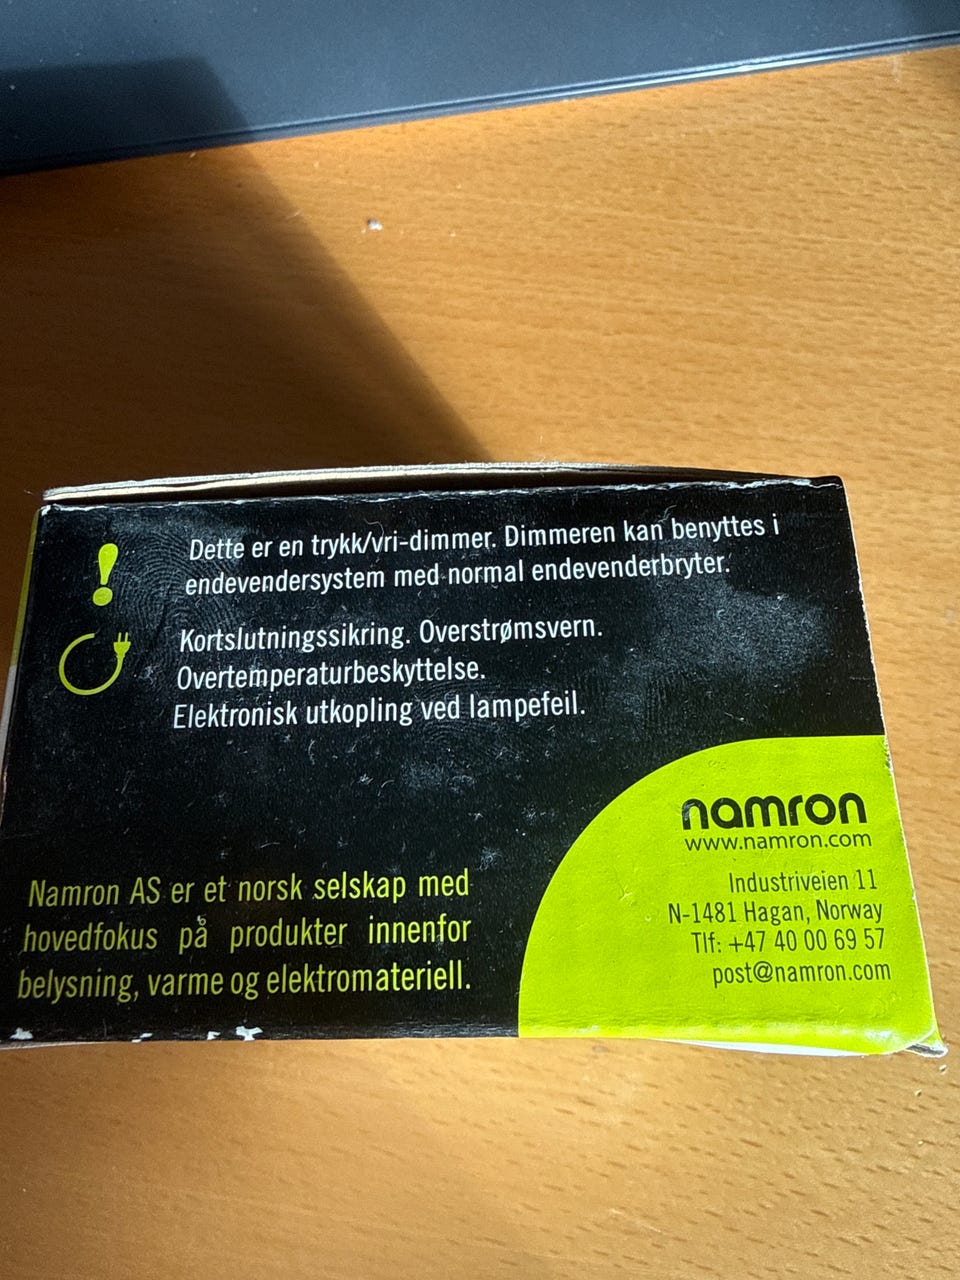 Dette er en trykk/vri-dimmer. Dimmeren kan benyttes i
endevendersystem med normal endevenderbryter.
Kortslutningssikring. Overstrømsvern.
Overtemperaturbeskyttelse.
Elektronisk utkopling ved lampefeil.
Namron AS er et norsk selskap med
hovedfokus på produkter innenfor
belysning, varme og elektromateriell.
namron
www.namron.com
Industriveien 11
N-1481 Hagan, Norway
Tlf: +47 40 00 69 57
post@namron.com